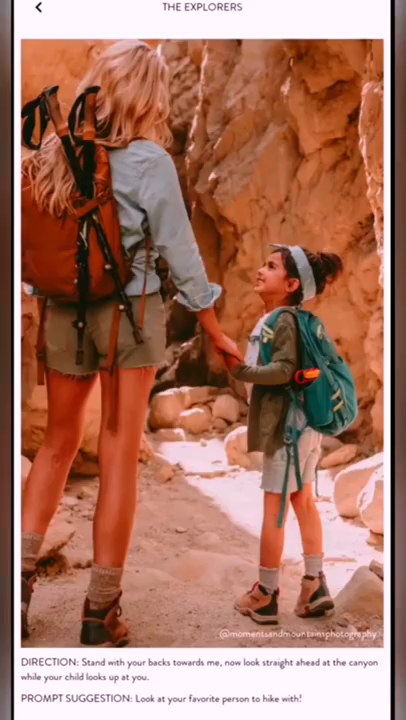 THE EXPLORERS
@momentsandmountainsphotography
DIRECTION: Stand with your backs towards me, now look straight ahead at the canyon
while your child looks up at you.
PROMPT SUGGESTION: Look at your favorite person to hike with!